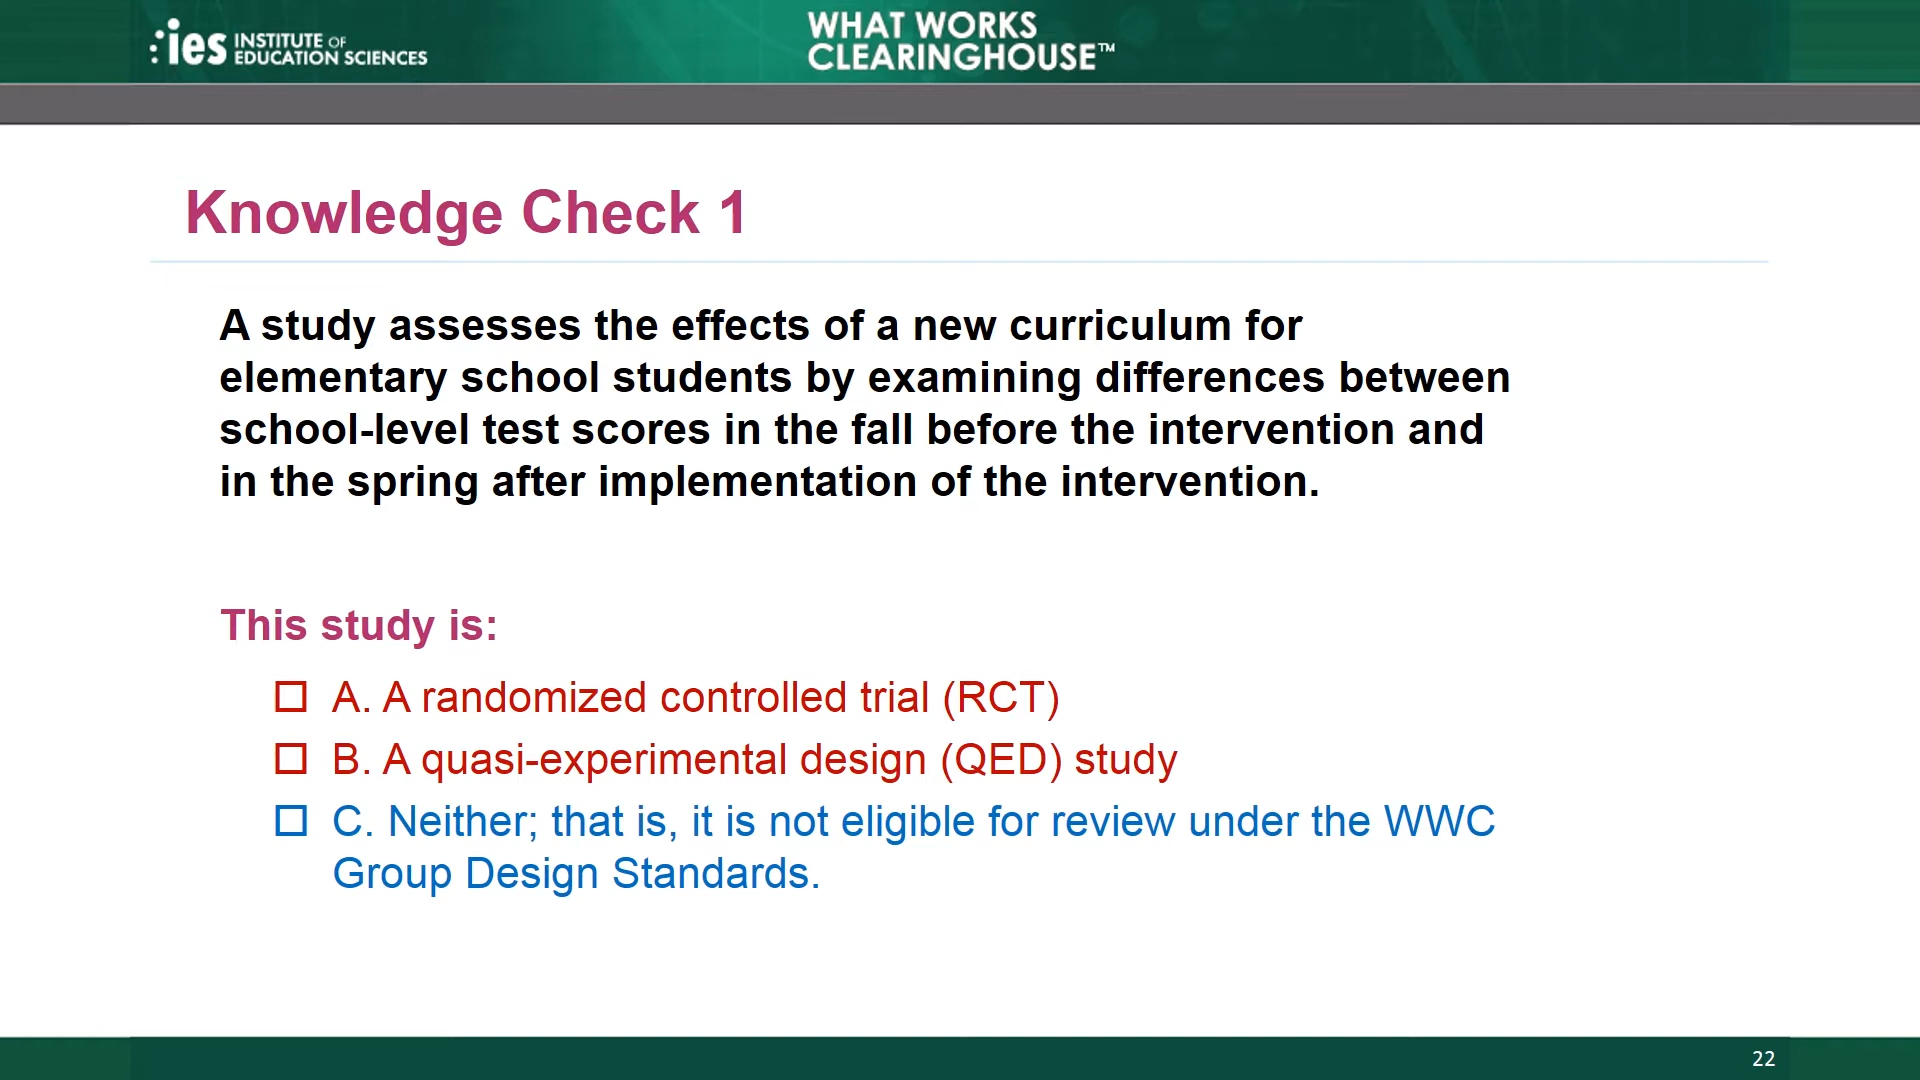 ies INSTITUTE OF
EDUCATION SCIENCES
WHAT WORKS
CLEARINGHOUSE™
Knowledge Check 1
A study assesses the effects of a new curriculum for
elementary school students by examining differences between
school-level test scores in the fall before the intervention and
in the spring after implementation of the intervention.
This study is:
☐ A. A randomized controlled trial (RCT)
☐ B. A quasi-experimental design (QED) study
☐ C. Neither; that is, it is not eligible for review under the WWC
Group Design Standards.
22